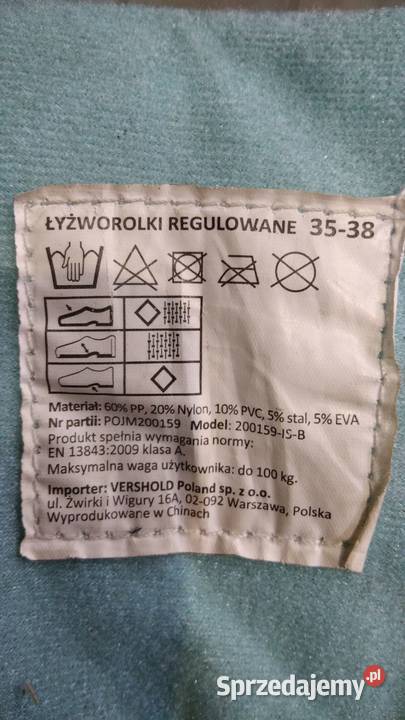 ŁYŻWOROLKI REGULOWANE 35-38
Materiał: 60% PP, 20% Nylon, 10% PVC, 5% stal, 5% EVA
Nr partii: POJM200159 Model: 200159-IS-B
Produkt spełnia wymagania normy:
EN 13843:2009 klasa A.
Maksymalna waga użytkownika: do 100 kg.
Importer: VERSHOLD Poland sp. z o.o.
ul. Żwirki i Wigury 16A, 02-092 Warszawa, Polska
Wyprodukowane w Chinach
Sprzedajemy.pl